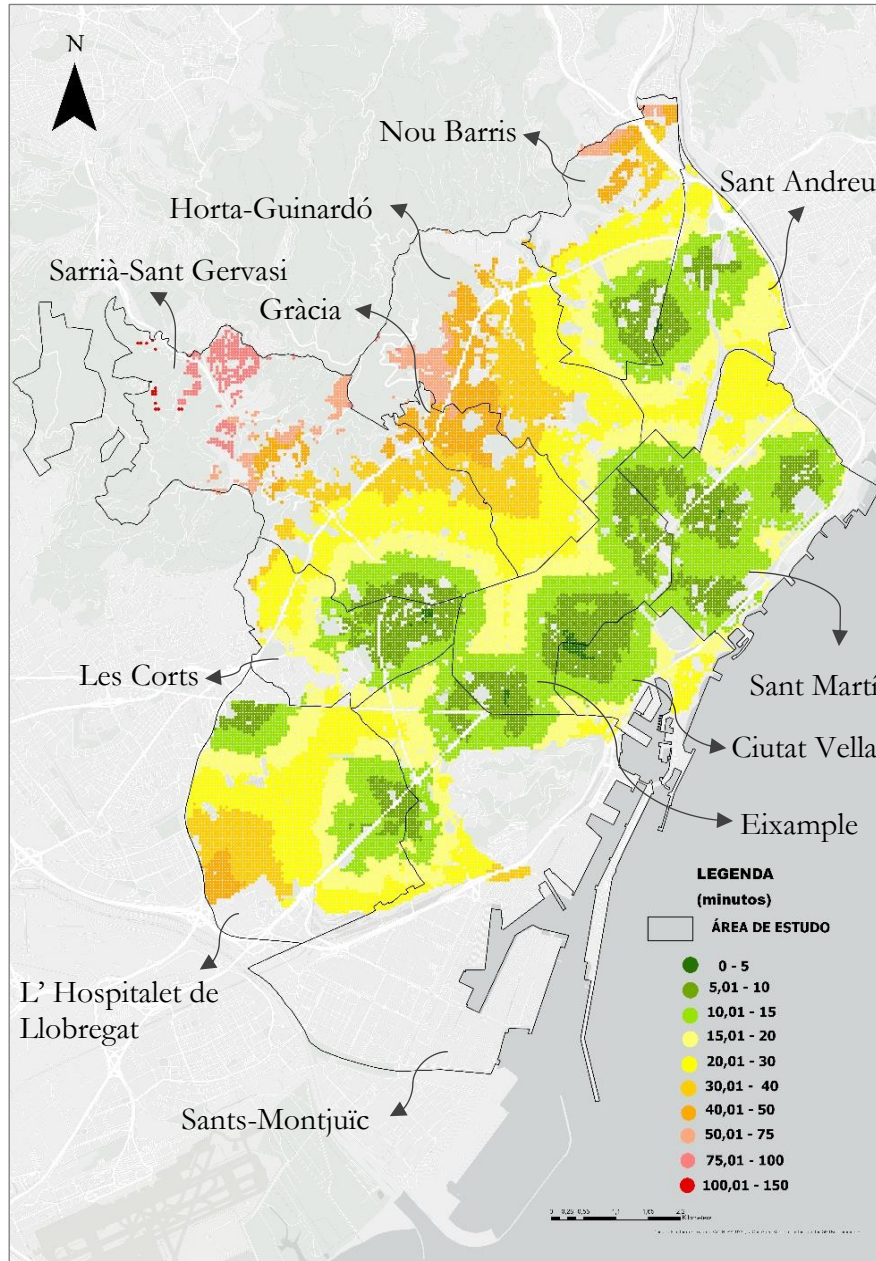 N
Nou Barris
Sant Andreu
Horta-Guinardó
Sarrià-Sant Gervasi
Gràcia
Les Corts
Sant Martí
Ciutat Vella
Eixample
L' Hospitalet de
Llobregat
Sants-Montjuïc
LEGENDA
(minutos)
ÁREA DE ESTUDO
0 - 5
5,01 - 10
10,01 - 15
15,01 - 20
20,01 - 30
30,01 - 40
40,01 - 50
50,01 - 75
75,01 - 100
100,01 - 150